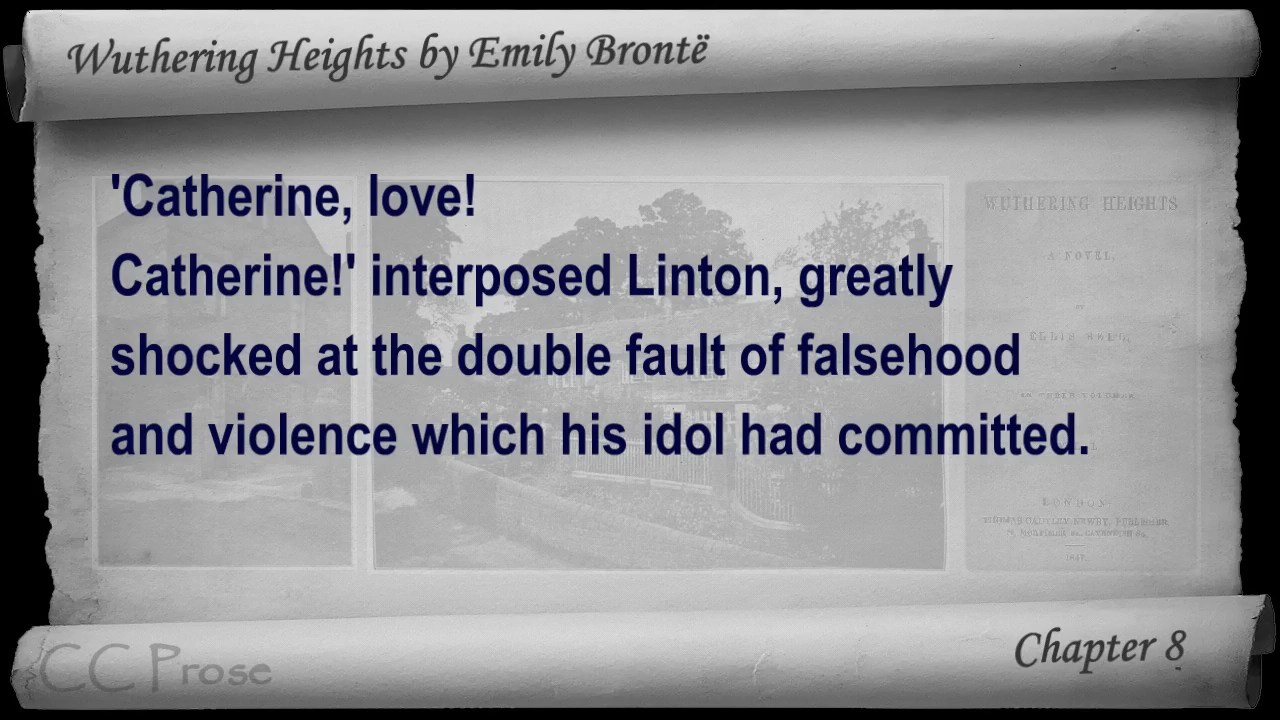 Wuthering Heights by Emily Brontë
'Catherine, love!
Catherine!' interposed Linton, greatly
shocked at the double fault of falsehood
and violence which his idol had committed.
WUTHERING HEIGHTS
A NOVEL,
LONDON:
1847.
CC Prose
Chapter 8